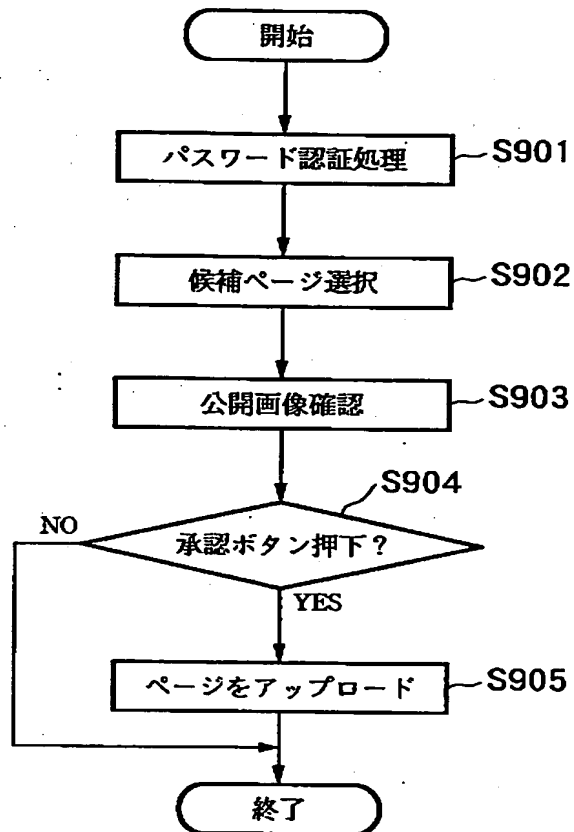 開始
パスワード認証処理
S901
候補ページ選択
S902
公開画像確認
S903
S904
承認ボタン押下？
NO
YES
ページをアップロード
S905
終了